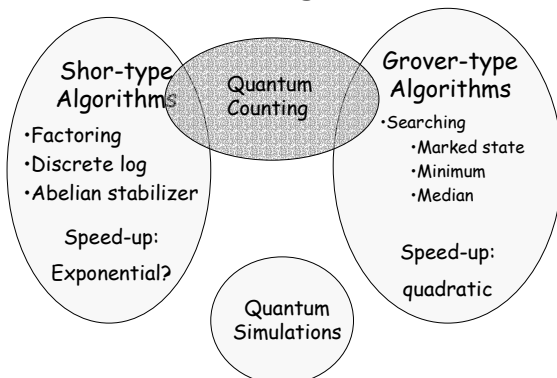 Shor-type
Algorithms
•Factoring
•Discrete log
•Abelian stabilizer
Speed-up:
Exponential?
Quantum
Counting
Grover-type
Algorithms
•Searching
•Marked state
•Minimum
•Median
Speed-up:
quadratic
Quantum
Simulations